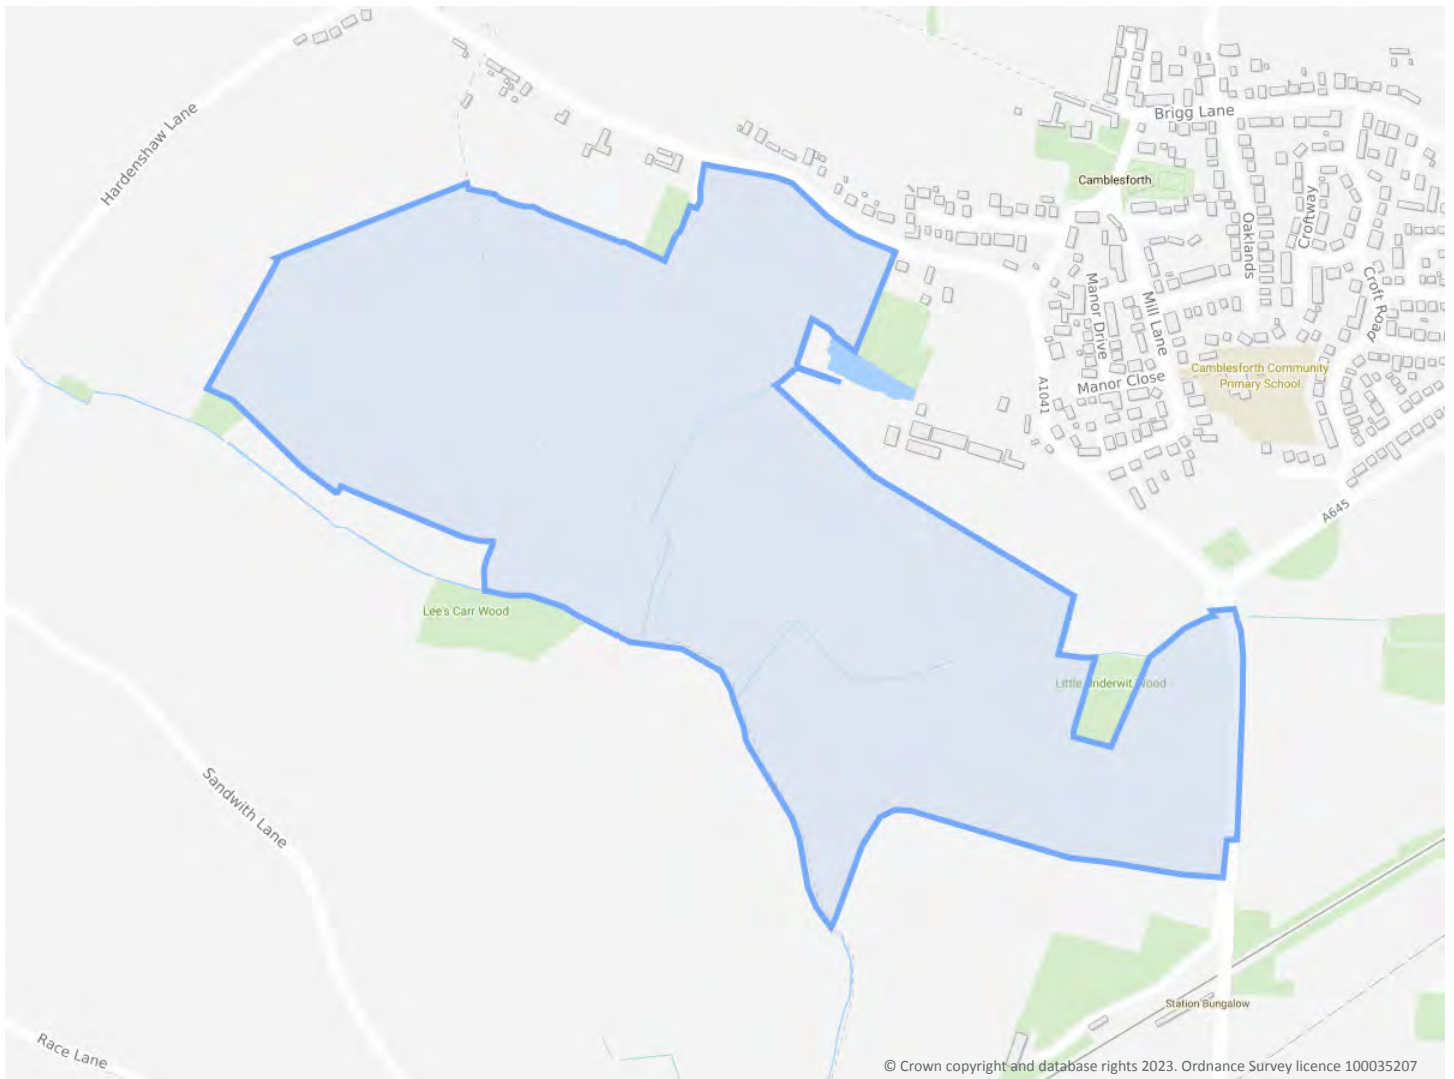 Hardenshaw Lane
Brigg Lane
Camblesforth
Oaklands
Croftway
Croft Road
Manor Drive
Mill Lane
Manor Close
A1041
Camblesforth Community
Primary School
A645
Lee's Carr Wood
Little Underwit Wood
Sandwith Lane
Station Bungalow
Race Lane
© Crown copyright and database rights 2023. Ordnance Survey licence 100035207